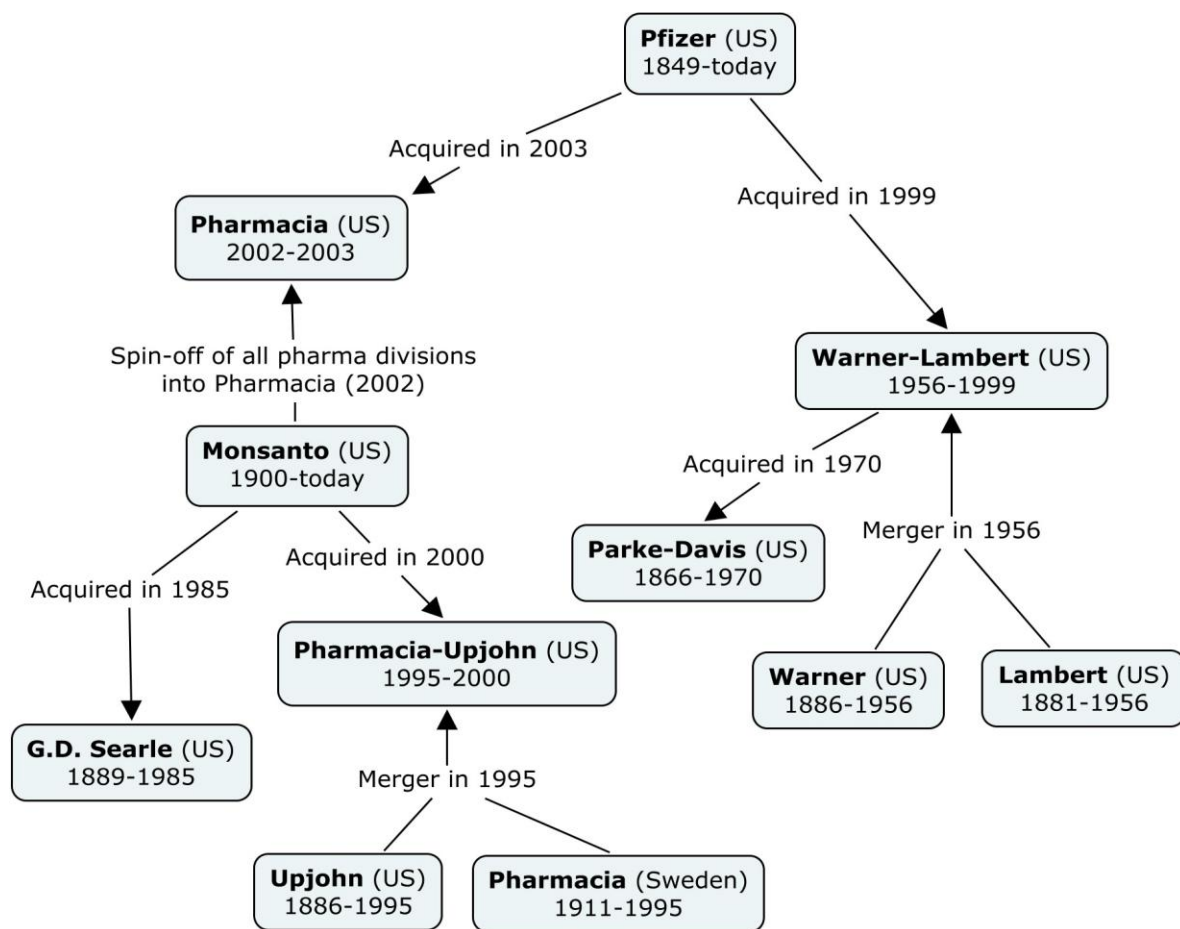 Pfizer (US)
1849-today
Acquired in 2003
Acquired in 1999
Pharmacia (US)
2002-2003
Spin-off of all pharma divisions
into Pharmacia (2002)
Warner-Lambert (US)
1956-1999
Monsanto (US)
1900-today
Acquired in 1970
Acquired in 2000
Acquired in 1985
Parke-Davis (US)
1866-1970
Merger in 1956
Pharmacia-Upjohn (US)
1995-2000
Warner (US)
1886-1956
Lambert (US)
1881-1956
G.D. Searle (US)
1889-1985
Merger in 1995
Upjohn (US)
1886-1995
Pharmacia (Sweden)
1911-1995